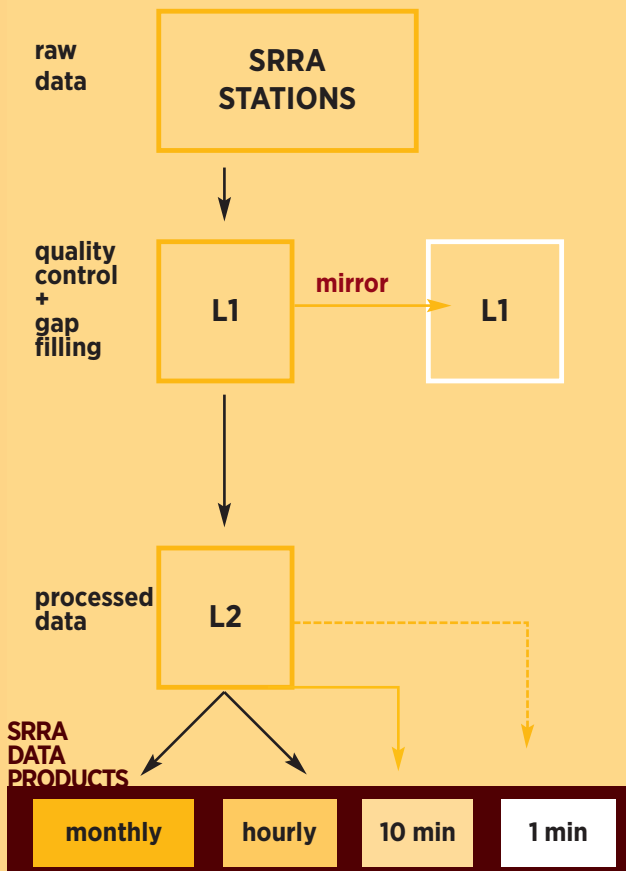 raw
data
SRRA
STATIONS
quality
control
+
gap
filling
L1
mirror
L1
processed
data
L2
SRRA
DATA
PRODUCTS
monthly
hourly
10 min
1 min